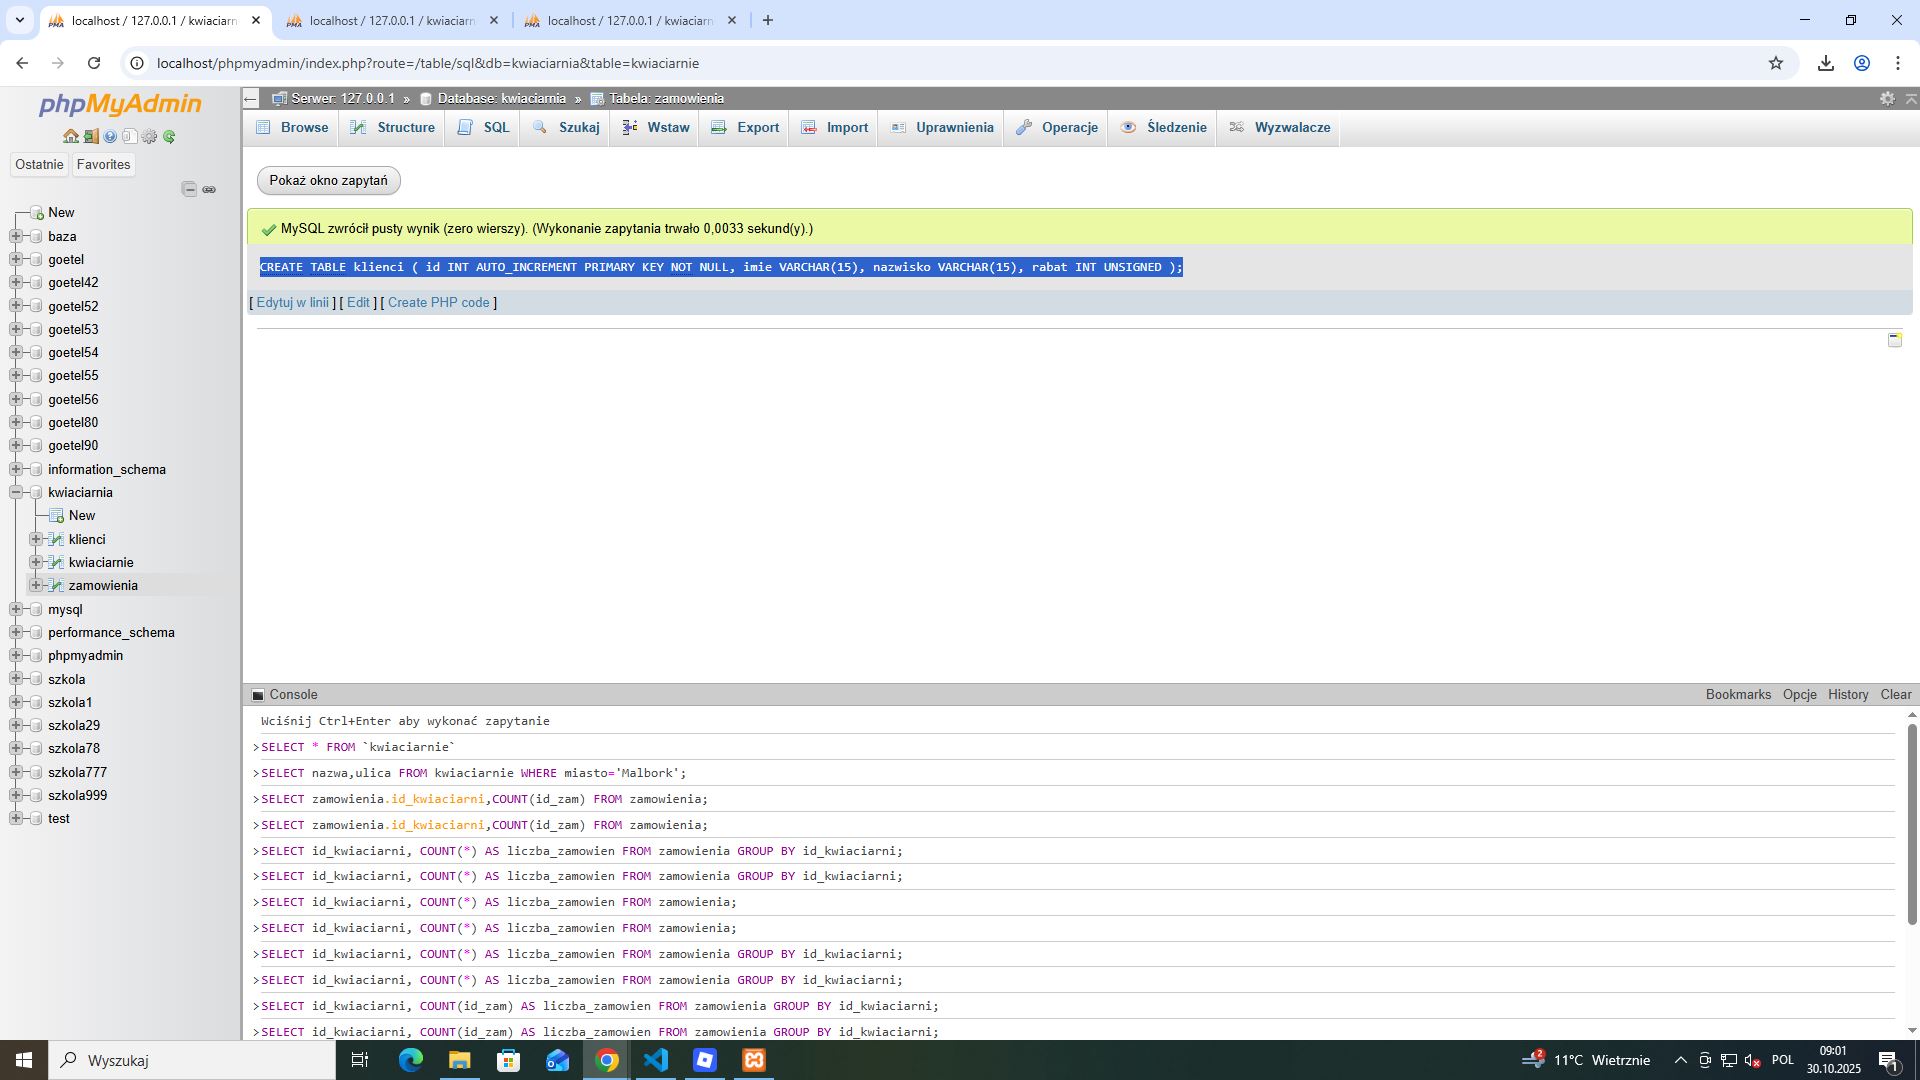 localhost / 127.0.0.1 / kwiaciarn
localhost / 127.0.0.1 / kwiaciarn
localhost / 127.0.0.1 / kwiaciarn
localhost/phpmyadmin/index.php?route=/table/sql&db=kwiaciarnia&table=kwiaciarnie
phpMyAdmin
Ostatnie Favorites
New
baza
goetel
goetel42
goetel52
goetel53
goetel54
goetel55
goetel56
goetel80
goetel90
information_schema
kwiaciarnia
New
klienci
kwiaciarnie
zamowienia
mysql
performance_schema
phpmyadmin
szkola
szkola1
szkola29
szkola78
szkola777
szkola999
test
Serwer: 127.0.0.1 » Database: kwiaciarnia » Tabela: zamowienia
Browse Structure SQL Szukaj Wstaw Export Import Uprawnienia Operacje Śledzenie Wyzwalacze
Pokaż okno zapytań
MySQL zwrócił pusty wynik (zero wierszy). (Wykonanie zapytania trwało 0,0033 sekund(y).)
CREATE TABLE klienci ( id INT AUTO_INCREMENT PRIMARY KEY NOT NULL, imie VARCHAR(15), nazwisko VARCHAR(15), rabat INT UNSIGNED );
[ Edytuj w linii ] [ Edit ] [ Create PHP code ]
Console Bookmarks Opcje History Clear
Wciśnij Ctrl+Enter aby wykonać zapytanie
>SELECT * FROM `kwiaciarnie`
>SELECT nazwa,ulica FROM kwiaciarnie WHERE miasto='Malbork';
>SELECT zamowienia.id_kwiaciarni,COUNT(id_zam) FROM zamowienia;
>SELECT zamowienia.id_kwiaciarni,COUNT(id_zam) FROM zamowienia;
>SELECT id_kwiaciarni, COUNT(*) AS liczba_zamowien FROM zamowienia GROUP BY id_kwiaciarni;
>SELECT id_kwiaciarni, COUNT(*) AS liczba_zamowien FROM zamowienia GROUP BY id_kwiaciarni;
>SELECT id_kwiaciarni, COUNT(*) AS liczba_zamowien FROM zamowienia;
>SELECT id_kwiaciarni, COUNT(*) AS liczba_zamowien FROM zamowienia;
>SELECT id_kwiaciarni, COUNT(*) AS liczba_zamowien FROM zamowienia GROUP BY id_kwiaciarni;
>SELECT id_kwiaciarni, COUNT(*) AS liczba_zamowien FROM zamowienia GROUP BY id_kwiaciarni;
>SELECT id_kwiaciarni, COUNT(id_zam) AS liczba_zamowien FROM zamowienia GROUP BY id_kwiaciarni;
>SELECT id_kwiaciarni, COUNT(id_zam) AS liczba_zamowien FROM zamowienia GROUP BY id_kwiaciarni;
Wyszukaj
2
11°C Wietrznie
POL
09:01
30.10.2025
1